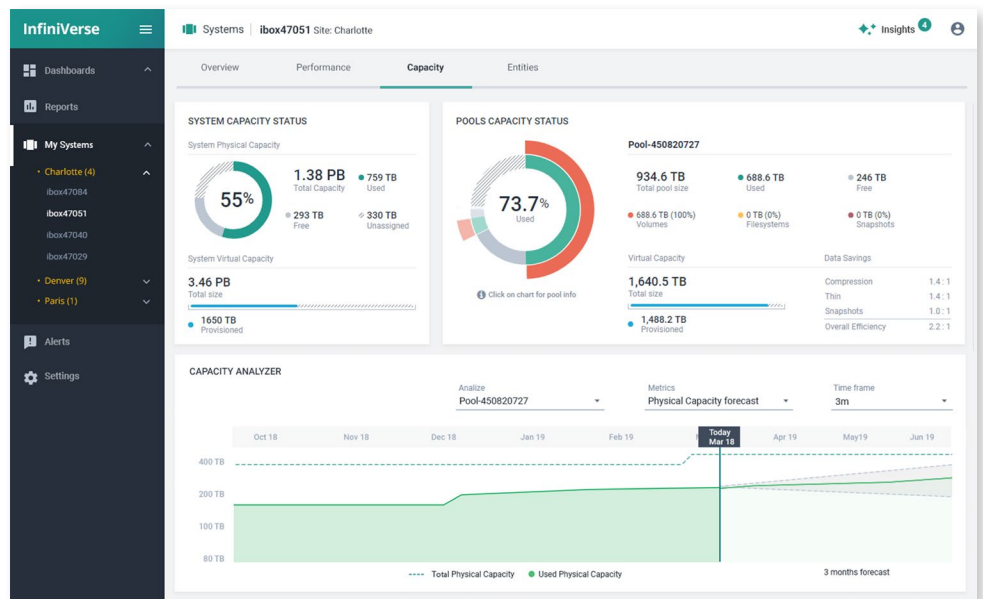 InfiniVerse
Systems | ibox47051 Site: Charlotte
Insights 4
Dashboards
Reports
My Systems
Charlotte (4)
ibox47084
ibox47051
ibox47040
ibox47029
Denver (9)
Paris (1)
Alerts
Settings
Overview Performance Capacity Entities
SYSTEM CAPACITY STATUS
System Physical Capacity
55%
1.38 PB
Total Capacity
759 TB
Used
293 TB
Free
330 TB
Unassigned
System Virtual Capacity
3.46 PB
Total size
1650 TB
Provisioned
POOLS CAPACITY STATUS
73.7%
Used
Click on chart for pool info
Pool-450820727
934.6 TB
Total pool size
688.6 TB
Used
246 TB
Free
688.6 TB (100%)
Volumes
0 TB (0%)
Filesystems
0 TB (0%)
Snapshots
Virtual Capacity
1,640.5 TB
Total size
1,488.2 TB
Provisioned
Data Savings
Compression 1.4 : 1
Thin 1.4 : 1
Snapshots 1.0 : 1
Overall Efficiency 2.2 : 1
CAPACITY ANALYZER
Analize
Pool-450820727
Metrics
Physical Capacity forecast
Time frame
3m
Oct 18 Nov 18 Dec 18 Jan 19 Feb 19 Today Apr 19 May19 Jun 19
Mar 18
400 TB
200 TB
100 TB
80 TB
Total Physical Capacity Used Physical Capacity
3 months forecast